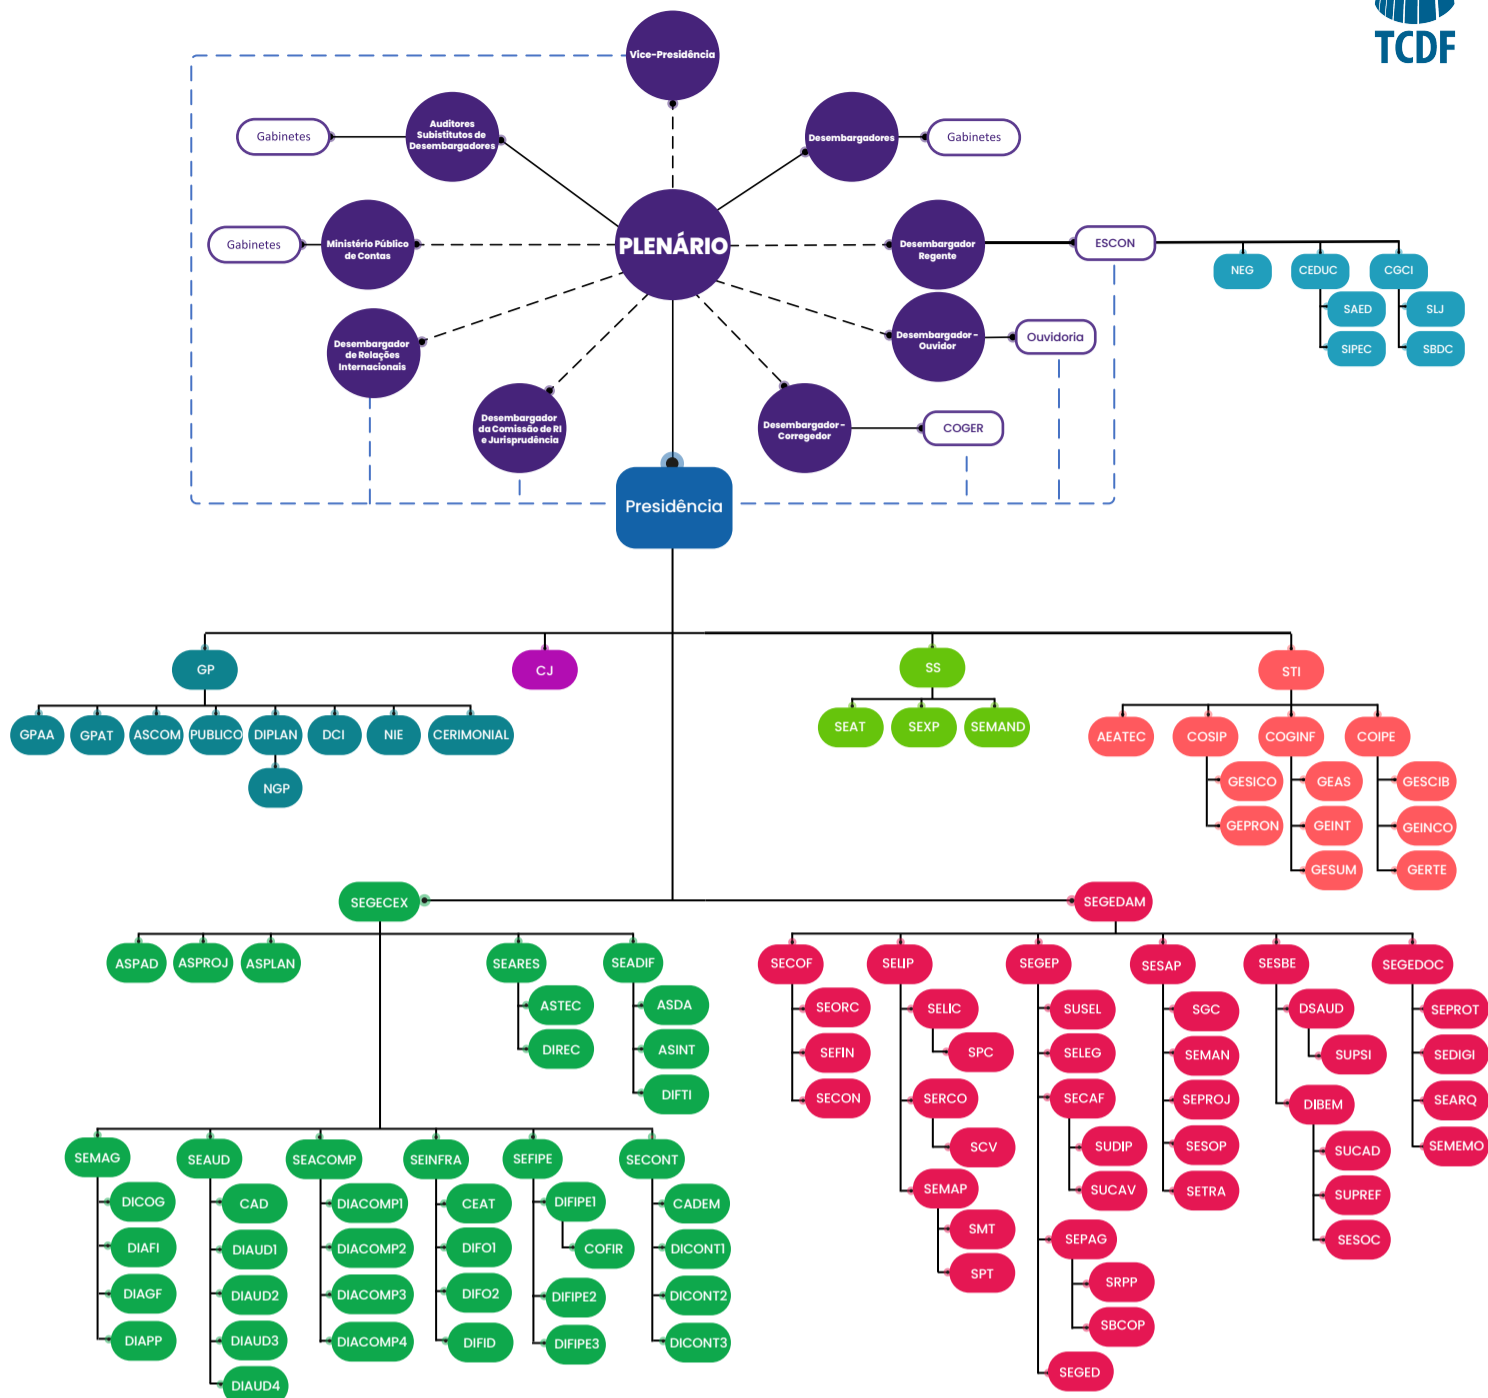 TCDF
Vice-Presidência
Auditores
Subistitutos de
Desembargadores
Gabinetes
Desembargadores
Gabinetes
Gabinetes
Ministério Público
de Contas
PLENÁRIO
Desembargador
Regente
ESCON
NEG
CEDUC
CGCI
SAED
SLJ
SIPEC
SBDC
Desembargador
de Relações
Internacionais
Desembargador -
Ouvidor
Ouvidoria
Desembargador
da Comissão de RI
e Jurisprudência
Desembargador -
Corregedor
COGER
Presidência
GP
CJ
SS
STI
GPAA
GPAT
ASCOM
PUBLICO
DIPLAN
DCI
NIE
CERIMONIAL
NGP
SEAT
SEXP
SEMAND
AEATEC
COSIP
COGINF
COIPE
GESICO
GEAS
GESCIB
GEPRON
GEINT
GEINCO
GESUM
GERTE
SEGECEX
SEGEDAM
ASPAD
ASPROJ
ASPLAN
SEARES
SEADIF
ASTEC
ASDA
DIREC
ASINT
DIFTI
SECOF
SELIP
SEGEP
SESAP
SESBE
SEGEDOC
SEORC
SELIC
SUSEL
SGC
DSAUD
SEPROT
SEFIN
SPC
SELEG
SEMAN
SUPSI
SEDIGI
SECON
SERCO
SECAF
SEPROJ
DIBEM
SEARQ
SCV
SUDIP
SESOP
SUCAD
SEMEMO
SEMAP
SUCAV
SETRA
SUPREF
SMT
SEPAG
SESOC
SPT
SRPP
SBCOP
SEGED
SEMAG
SEAUD
SEACOMP
SEINFRA
SEFIPE
SECONT
DICOG
CAD
DIACOMP1
CEAT
DIFIPE1
CADEM
DIAFI
DIAUD1
DIACOMP2
DIFO1
COFIR
DICONT1
DIAGF
DIAUD2
DIACOMP3
DIFO2
DIFIPE2
DICONT2
DIAPP
DIAUD3
DIACOMP4
DIFID
DIFIPE3
DICONT3
DIAUD4